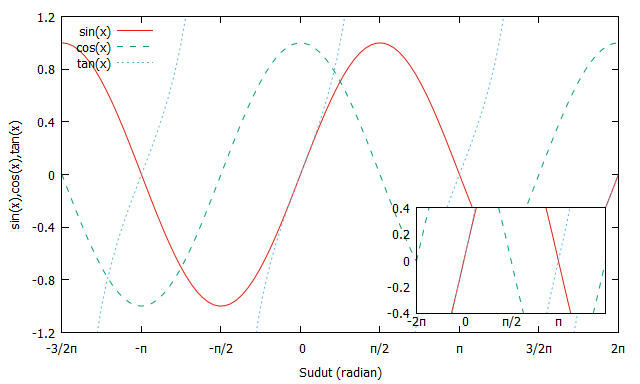 1.2
0.8
0.4
0
-0.4
-0.8
-1.2
sin(x),cos(x),tan(x)
sin(x)
cos(x)
tan(x)
-3/2π
-π
-π/2
0
π/2
π
3/2π
2π
Sudut (radian)
0.4
0.2
0
-0.2
-0.4
-2π
0
π/2
π